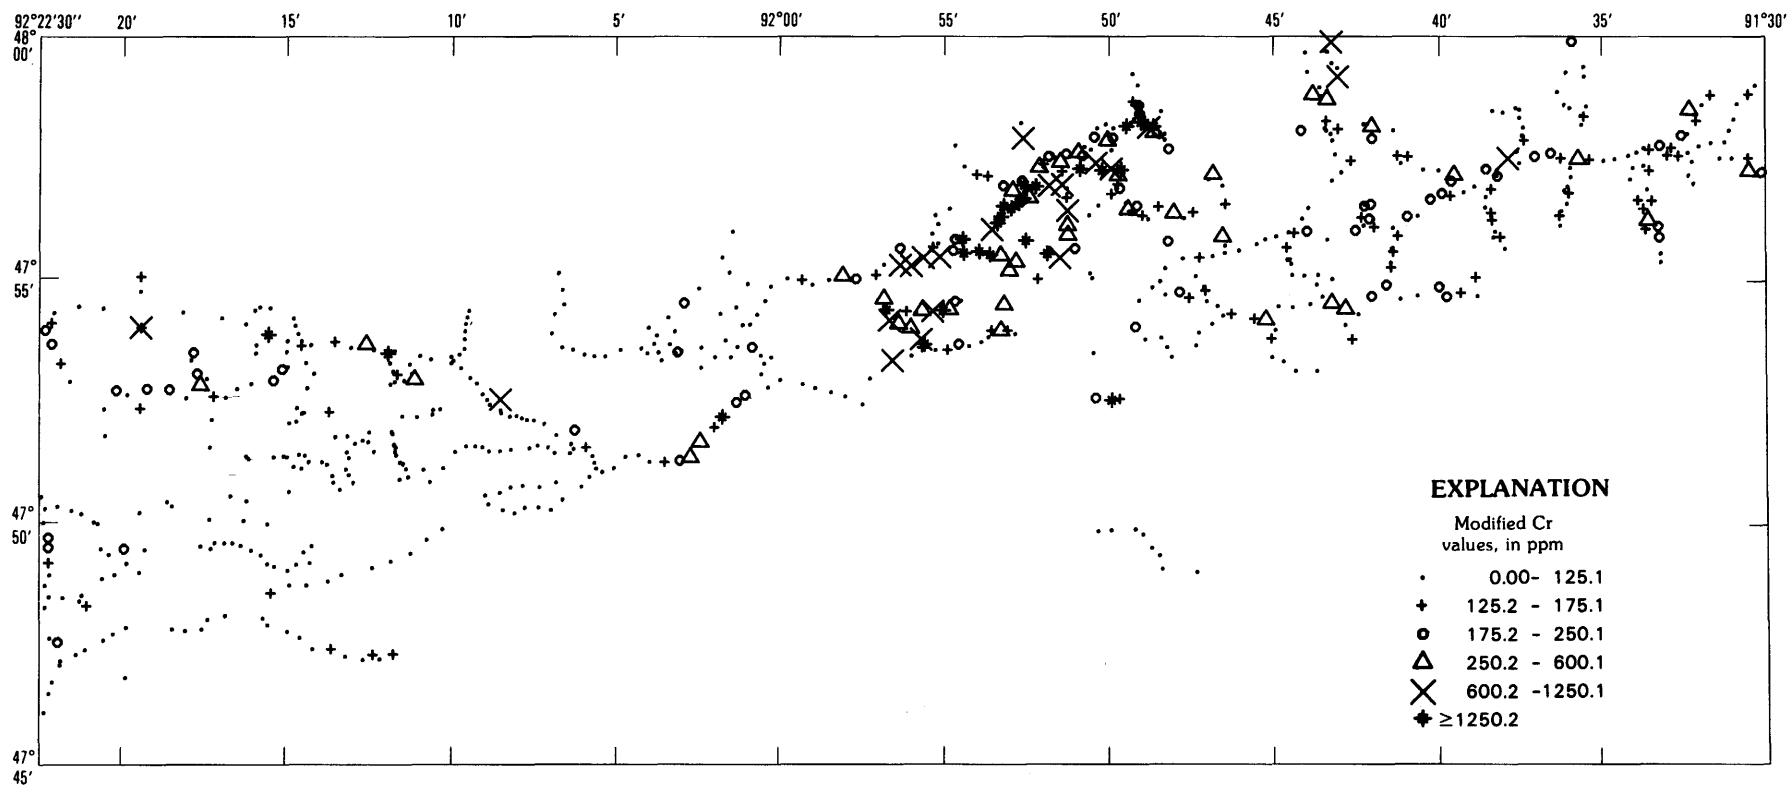 92°22′30″ 20′ 15′ 10′ 5′ 92°00′ 55′ 50′ 45′ 40′ 35′ 91°30′
48°
00′
47°
55′
47°
50′
47°
45′
EXPLANATION
Modified Cr
values, in ppm
0.00- 125.1
125.2 - 175.1
175.2 - 250.1
250.2 - 600.1
600.2 -1250.1
≥1250.2